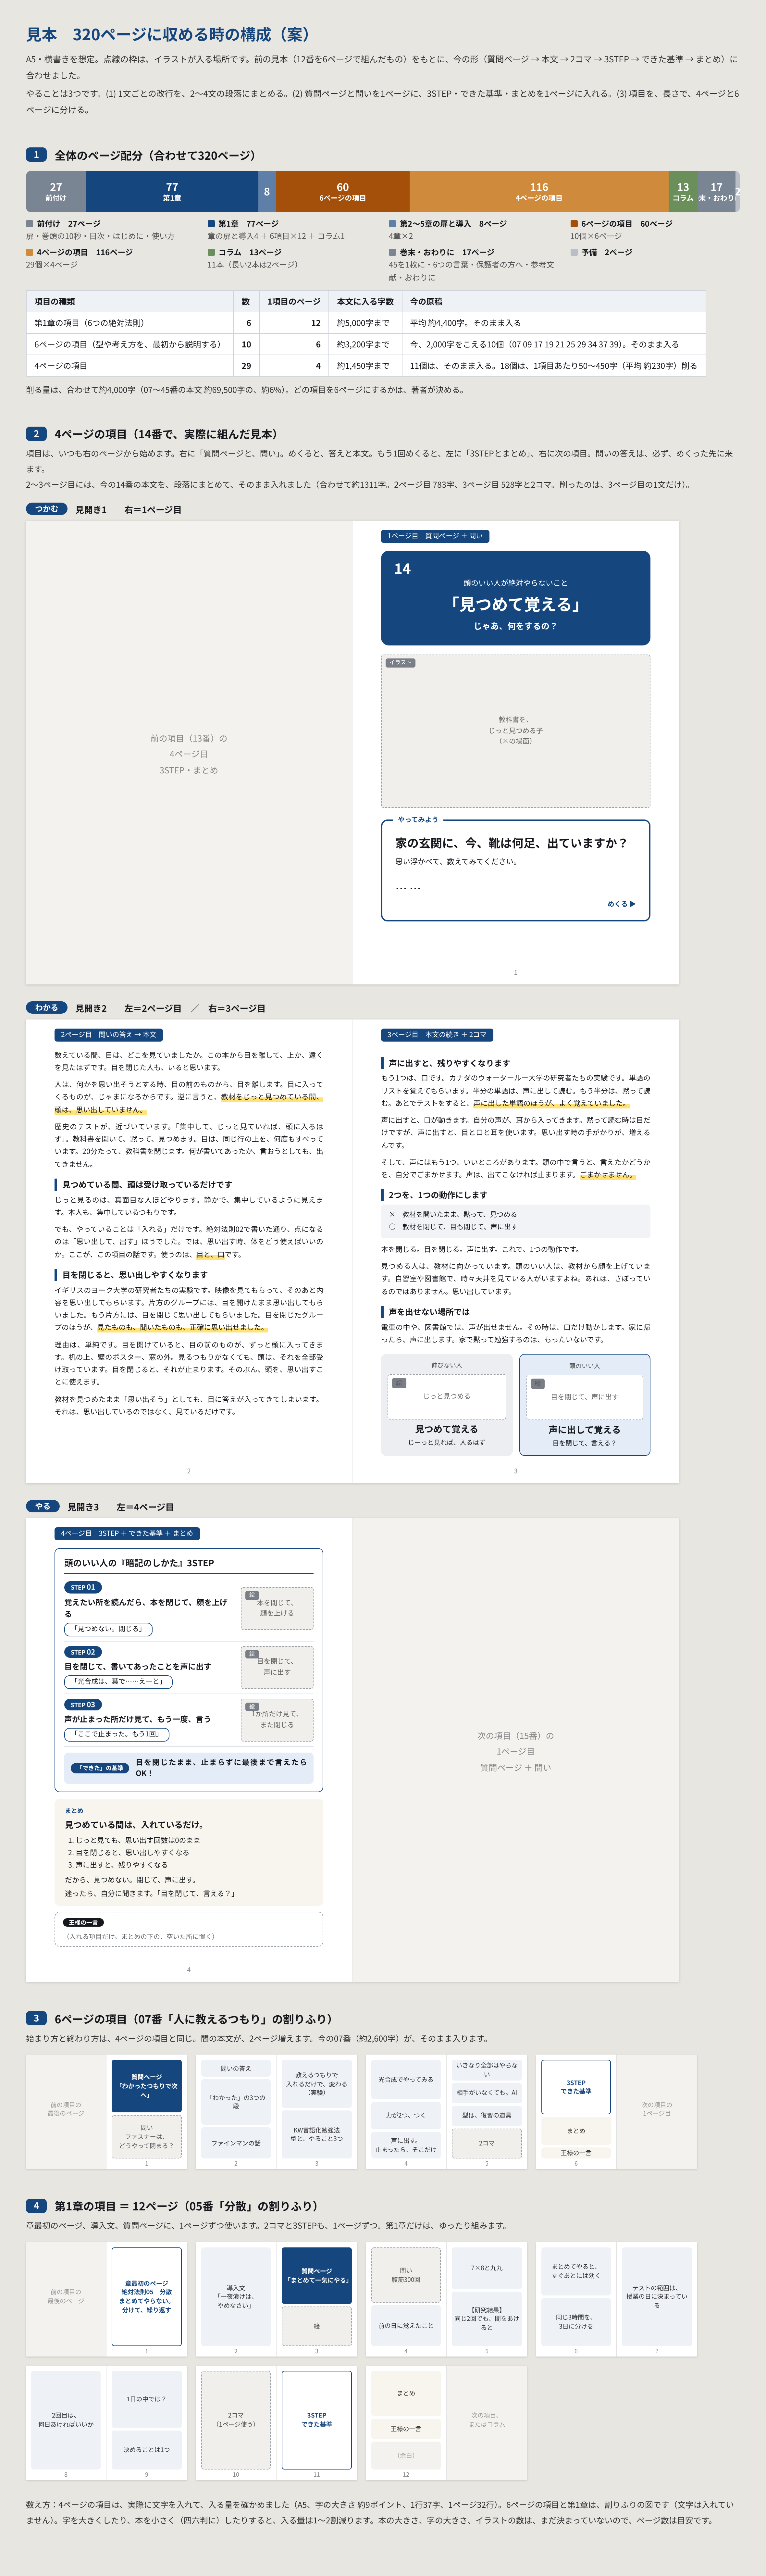 見本　320ページに収める時の構成（案）
A5・横書きを想定。点線の枠は、イラストが入る場所です。前の見本（12番を6ページで組んだもの）をもとに、今の形（質問ページ → 本文 → 2コマ → 3STEP → できた基準 → まとめ）に
合わせました。
やることは3つです。(1) 1文ごとの改行を、2〜4文の段落にまとめる。(2) 質問ページと問いを1ページに、3STEP・できた基準・まとめを1ページに入れる。(3) 項目を、長さで、4ページと6
ページに分ける。
1 全体のページ配分（合わせて320ページ）
27 77 8 60 116 13 17 2
前付け 第1章 6ページの項目 4ページの項目 コラム 末・おわり
前付け　27ページ
扉・巻頭の10秒・目次・はじめに・使い方
第1章　77ページ
章の扉と導入4 ＋ 6項目×12 ＋ コラム1
第2〜5章の扉と導入　8ページ
4章×2
6ページの項目　60ページ
10個×6ページ
4ページの項目　116ページ
29個×4ページ
コラム　13ページ
11本（長い2本は2ページ）
巻末・おわりに　17ページ
45を1枚に・6つの言葉・保護者の方へ・参考文
献・おわりに
予備　2ページ
項目の種類 数 1項目のページ 本文に入る字数 今の原稿
第1章の項目（6つの絶対法則） 6 12 約5,000字まで 平均 約4,400字。そのまま入る
6ページの項目（型や考え方を、最初から説明する） 10 6 約3,200字まで 今、2,000字をこえる10個（07 09 17 19 21 25 29 34 37 39）。そのまま入る
4ページの項目 29 4 約1,450字まで 11個は、そのまま入る。18個は、1項目あたり50〜450字（平均 約230字）削る
削る量は、合わせて約4,000字（07〜45番の本文 約69,500字の、約6%）。どの項目を6ページにするかは、著者が決める。
2 4ページの項目（14番で、実際に組んだ見本）
項目は、いつも右のページから始めます。右に「質問ページと、問い」。めくると、答えと本文。もう1回めくると、左に「3STEPとまとめ」、右に次の項目。問いの答えは、必ず、めくった先に来
ます。
2〜3ページ目には、今の14番の本文を、段落にまとめて、そのまま入れました（合わせて約1311字。2ページ目 783字、3ページ目 528字と2コマ。削ったのは、3ページ目の1文だけ）。
つかむ 見開き1　　右＝1ページ目
前の項目（13番）の
4ページ目
3STEP・まとめ
1ページ目　質問ページ ＋ 問い
14
頭のいい人が絶対やらないこと
「見つめて覚える」
じゃあ、何をするの？
イラスト
教科書を、
じっと見つめる子
（×の場面）
やってみよう
家の玄関に、今、靴は何足、出ていますか？
思い浮かべて、数えてみてください。
… …
めくる ▶
1
わかる 見開き2　　左＝2ページ目　／　右＝3ページ目
2ページ目　問いの答え → 本文
数えている間、目は、どこを見ていましたか。この本から目を離して、上か、遠く
を見たはずです。目を閉じた人も、いると思います。
人は、何かを思い出そうとする時、目の前のものから、目を離します。目に入って
くるものが、じゃまになるからです。逆に言うと、教材をじっと見つめている間、
頭は、思い出していません。
歴史のテストが、近づいています。「集中して、じっと見ていれば、頭に入るは
ず」。教科書を開いて、黙って、見つめます。目は、同じ行の上を、何度もすべって
います。20分たって、教科書を閉じます。何が書いてあったか、言おうとしても、出
てきません。
見つめている間、頭は受け取っているだけです
じっと見るのは、真面目な人ほどやります。静かで、集中しているように見えま
す。本人も、集中しているつもりです。
でも、やっていることは「入れる」だけです。絶対法則02で書いた通り、点になる
のは「思い出して、出す」ほうでした。では、思い出す時、体をどう使えばいいの
か。ここが、この項目の話です。使うのは、目と、口です。
目を閉じると、思い出しやすくなります
イギリスのヨーク大学の研究者たちの実験です。映像を見てもらって、そのあと内
容を思い出してもらいます。片方のグループには、目を開けたまま思い出してもら
いました。もう片方には、目を閉じて思い出してもらいました。目を閉じたグルー
プのほうが、見たものも、聞いたものも、正確に思い出せました。
理由は、単純です。目を開けていると、目の前のものが、ずっと頭に入ってきま
す。机の上、壁のポスター、窓の外。見るつもりがなくても、頭は、それを全部受
け取っています。目を閉じると、それが止まります。そのぶん、頭を、思い出すこ
とに使えます。
教材を見つめたまま「思い出そう」としても、目に答えが入ってきてしまいます。
それは、思い出しているのではなく、見ているだけです。
2
3ページ目　本文の続き ＋ 2コマ
声に出すと、残りやすくなります
もう1つは、口です。カナダのウォータールー大学の研究者たちの実験です。単語の
リストを覚えてもらいます。半分の単語は、声に出して読む。もう半分は、黙って読
む。あとでテストをすると、声に出した単語のほうが、よく覚えていました。
声に出すと、口が動きます。自分の声が、耳から入ってきます。黙って読む時は目だ
けですが、声に出すと、目と口と耳を使います。思い出す時の手がかりが、増える
んです。
そして、声にはもう1つ、いいところがあります。頭の中で言うと、言えたかどうか
を、自分でごまかせます。声は、出てこなければ止まります。ごまかせません。
2つを、1つの動作にします
×　教材を開いたまま、黙って、見つめる
○　教材を閉じて、目も閉じて、声に出す
本を閉じる。目を閉じる。声に出す。これで、1つの動作です。
見つめる人は、教材に向かっています。頭のいい人は、教材から顔を上げていま
す。自習室や図書館で、時々天井を見ている人がいますよね。あれは、さぼってい
るのではありません。思い出しています。
声を出せない場所では
電車の中や、図書館では、声が出せません。その時は、口だけ動かします。家に帰
ったら、声に出します。家で黙って勉強するのは、もったいないです。
伸びない人
じっと見つめる
見つめて覚える
じーっと見れば、入るはず
頭のいい人
目を閉じて、声に出す
声に出して覚える
目を閉じて、言える？
3
やる 見開き3　　左＝4ページ目
4ページ目　3STEP ＋ できた基準 ＋ まとめ
頭のいい人の『暗記のしかた』3STEP
STEP 01
覚えたい所を読んだら、本を閉じて、顔を上げ
る
「見つめない。閉じる」
絵
本を閉じて、
顔を上げる
STEP 02
目を閉じて、書いてあったことを声に出す
「光合成は、葉で……えーと」
絵
目を閉じて、
声に出す
STEP 03
声が止まった所だけ見て、もう一度、言う
「ここで止まった。もう1回」
絵
1か所だけ見て、
また閉じる
「できた」の基準 目を閉じたまま、止まらずに最後まで言えたら
OK！
まとめ
見つめている間は、入れているだけ。
1. じっと見ても、思い出す回数は0のまま
2. 目を閉じると、思い出しやすくなる
3. 声に出すと、残りやすくなる
だから、見つめない。閉じて、声に出す。
迷ったら、自分に聞きます。「目を閉じて、言える？」
王様の一言
（入れる項目だけ。まとめの下の、空いた所に置く）
4
次の項目（15番）の
1ページ目
質問ページ ＋ 問い
3 6ページの項目（07番「人に教えるつもり」の割りふり）
始まり方と終わり方は、4ページの項目と同じ。間の本文が、2ページ増えます。今の07番（約2,600字）が、そのまま入ります。
前の項目の
最後のページ
質問ページ
「わかったつもりで次
へ」
問い
ファスナーは、
どうやって閉まる？
1
問いの答え
「わかった」の3つの
段
ファインマンの話
2
教えるつもりで
入れるだけで、変わる
（実験）
KW言語化勉強法
型と、やること3つ
3
光合成でやってみる
力が2つ、つく
声に出す。
止まったら、そこだけ
4
いきなり全部はやらな
い
相手がいなくても。AI
型は、復習の道具
2コマ
5
3STEP
できた基準
まとめ
王様の一言
6
次の項目の
1ページ目
4 第1章の項目 ＝ 12ページ（05番「分散」の割りふり）
章最初のページ、導入文、質問ページに、1ページずつ使います。2コマと3STEPも、1ページずつ。第1章だけは、ゆったり組みます。
前の項目の
最後のページ
章最初のページ
絶対法則05　分散
まとめてやらない。
分けて、繰り返す
1
導入文
「一夜漬けは、
やめなさい」
2
質問ページ
「まとめて一気にやる」
絵
3
問い
腹筋300回
前の日に覚えたこと
4
7×8と九九
【研究結果】
同じ2回でも、間をあけ
ると
5
まとめてやると、
すぐあとには効く
同じ3時間を、
3日に分ける
6
テストの範囲は、
授業の日に決まってい
る
7
2回目は、
何日あければいいか
8
1日の中では？
決めることは1つ
9
2コマ
（1ページ使う）
10
3STEP
できた基準
11
まとめ
王様の一言
（余白）
12
次の項目、
またはコラム
数え方：4ページの項目は、実際に文字を入れて、入る量を確かめました（A5、字の大きさ 約9ポイント、1行37字、1ページ32行）。6ページの項目と第1章は、割りふりの図です（文字は入れてい
ません）。字を大きくしたり、本を小さく（四六判に）したりすると、入る量は1〜2割減ります。本の大きさ、字の大きさ、イラストの数は、まだ決まっていないので、ページ数は目安です。